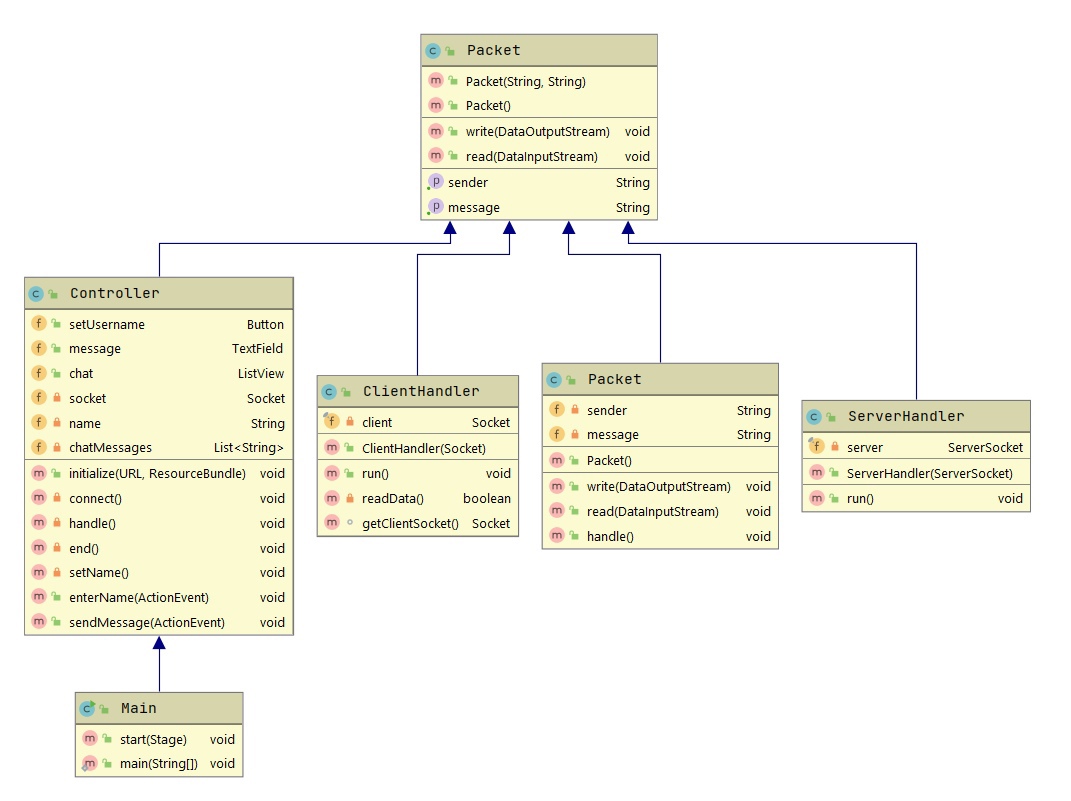 Packet
Packet(String, String)
Packet()
write(DataOutputStream) void
read(DataInputStream) void
sender String
message String
Controller
setUsername Button
message TextField
chat ListView
socket Socket
name String
chatMessages List<String>
initialize(URL, ResourceBundle) void
connect() void
handle() void
end() void
setName() void
enterName(ActionEvent) void
sendMessage(ActionEvent) void
ClientHandler
client Socket
ClientHandler(Socket)
run() void
readData() boolean
getClientSocket() Socket
Packet
sender String
message String
Packet()
write(DataOutputStream) void
read(DataInputStream) void
handle() void
ServerHandler
server ServerSocket
ServerHandler(ServerSocket)
run() void
Main
start(Stage) void
main(String[]) void